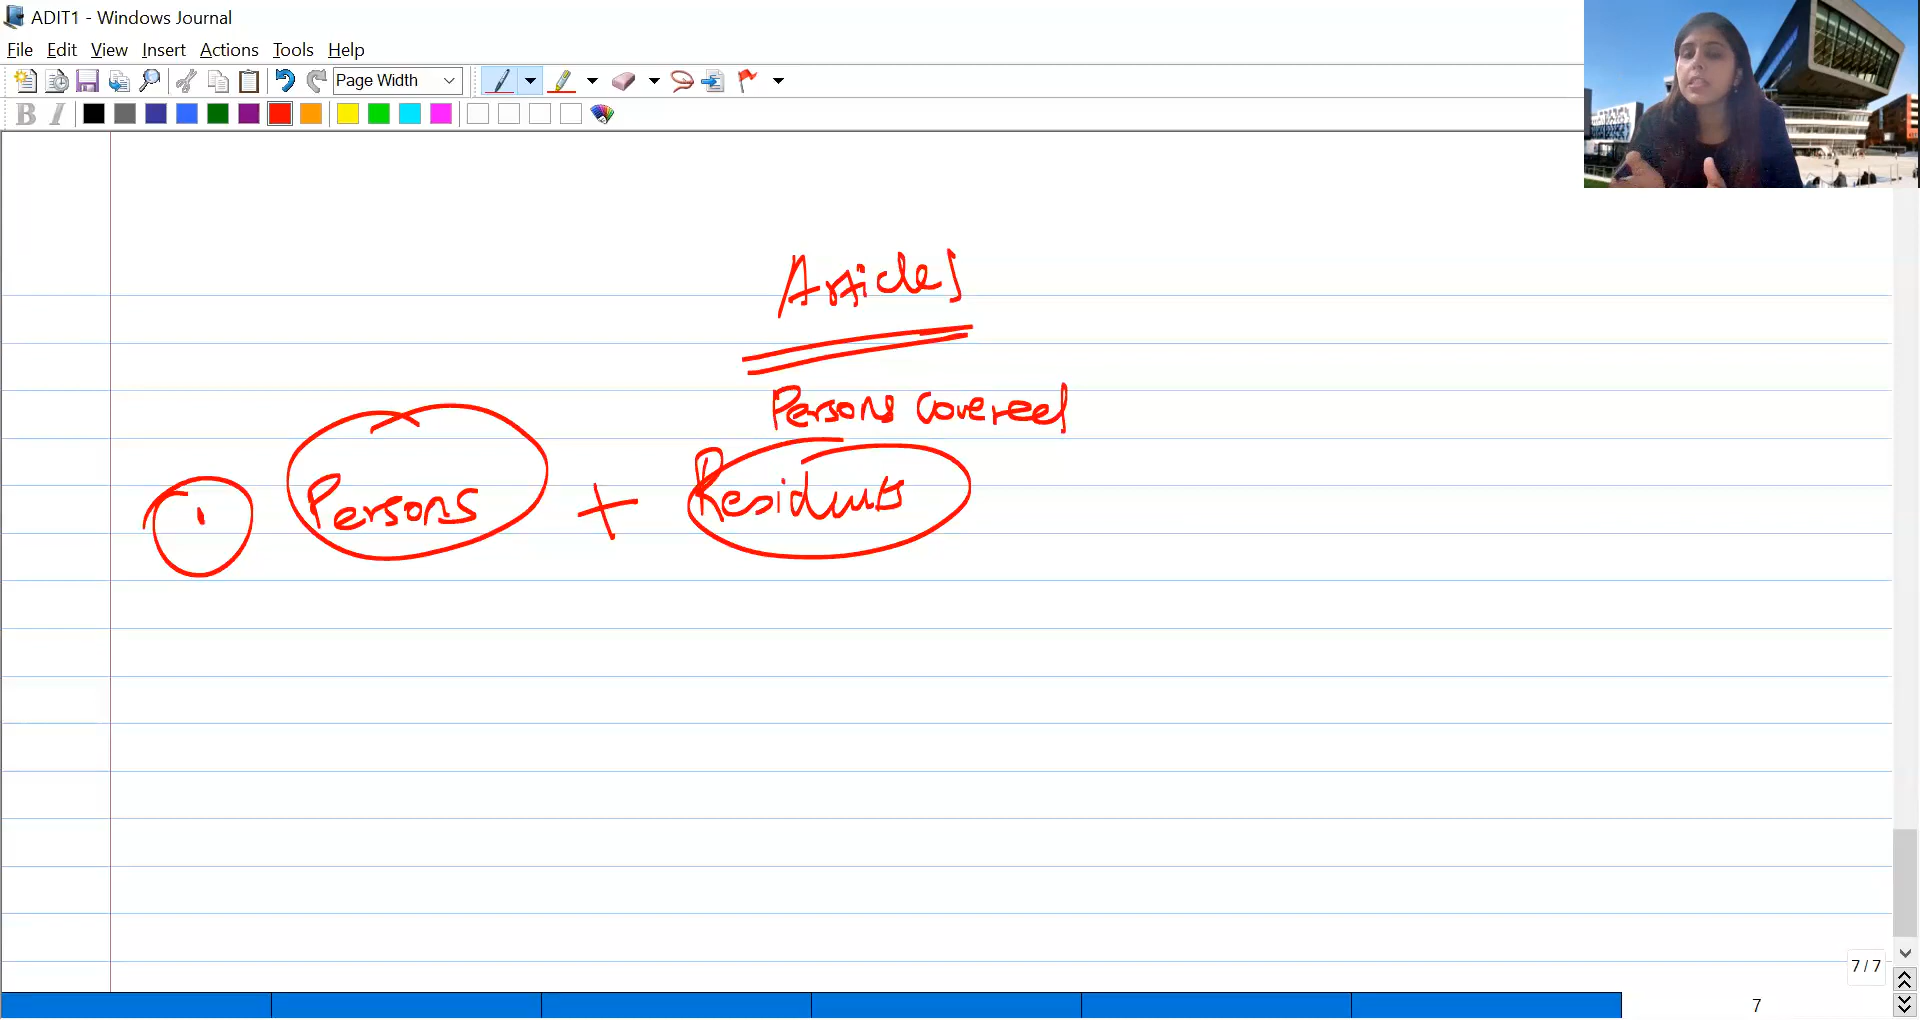 ADIT1 - Windows Journal
File Edit View Insert Actions Tools Help
Page Width
B I
Articles
Persons covered
1 Persons + Residents
7 / 7
7